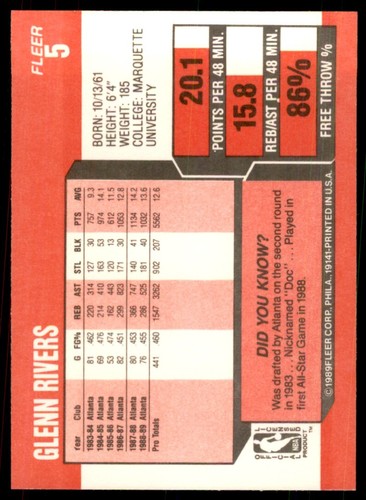 FLEER
5
GLENN RIVERS
BORN: 10/13/61
HEIGHT: 6'4"
WEIGHT: 185
COLLEGE: MARQUETTE
UNIVERSITY
Year Club G FG% REB AST STL BLK PTS AVG
1983-84 Atlanta 81 .462 220 314 127 30 757 9.3
1984-85 Atlanta 69 .476 214 410 163 53 974 14.1
1985-86 Atlanta 53 .474 162 443 120 13 612 11.5
1986-87 Atlanta 82 .451 299 823 171 30 1053 12.8
1987-88 Atlanta 80 .453 366 747 140 41 1134 14.2
1988-89 Atlanta 76 .455 286 525 181 40 1032 13.6
Pro Totals 441 .460 1547 3262 902 207 5562 12.6
20.1
POINTS PER 48 MIN.
15.8
REB/AST PER 48 MIN.
86%
FREE THROW %
DID YOU KNOW?
Was drafted by Atlanta on the second round
in 1983 . . . Nicknamed "Doc" . . . Played in
first All-Star Game in 1988.
OFFICIAL
LICENSED
NBA
PRODUCT™
©1989FLEER CORP., PHILA., 19141-PRINTED IN U.S.A.